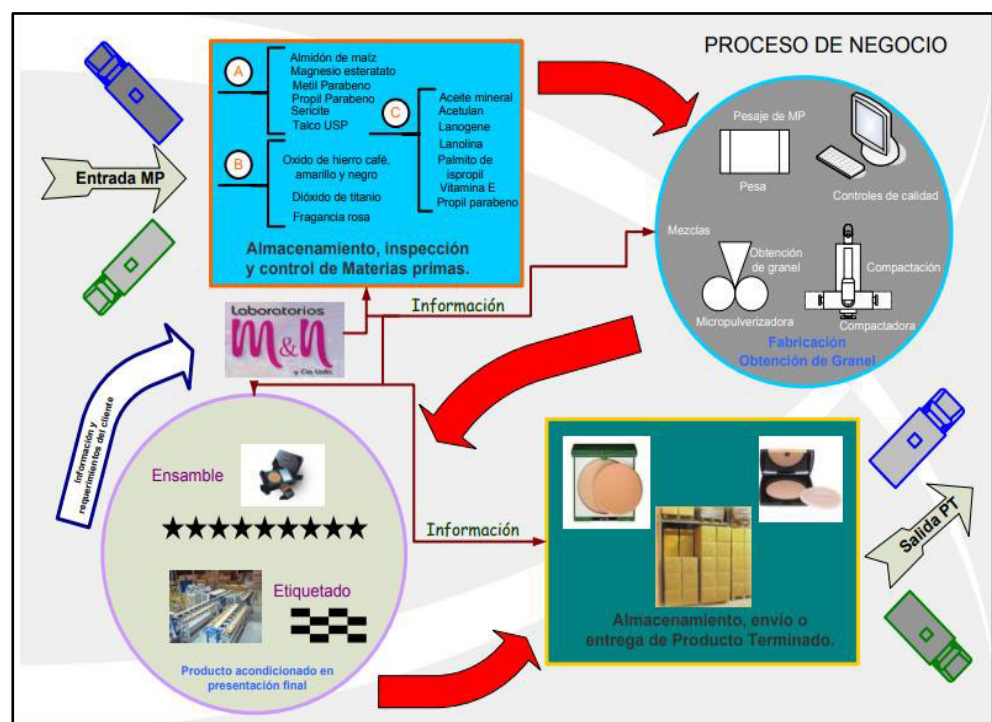 PROCESO DE NEGOCIO
Entrada MP
A
Almidón de maíz
Magnesio esteratato
Metil Parabeno
Propil Parabeno
Sericite
Talco USP
B
Oxido de hierro café,
amarillo y negro
Dióxido de titanio
Fragancia rosa
C
Aceite mineral
Acetulan
Lanogene
Lanolina
Palmito de
ispropil
Vitamina E
Propil parabeno
Almacenamiento, inspección
y control de Materias primas.
Pesaje de MP
Pesa
Controles de calidad
Mezclas
Obtención
de granel
Micropulverizadora
Compactación
Compactadora
Fabricación
Obtención de Granel
Laboratorios
M&N
y Cía Ltda
Información
Información y
requerimientos del cliente
Ensamble
Etiquetado
Producto acondicionado en
presentación final
Información
Almacenamiento, envío o
entrega de Producto Terminado.
Salida PT